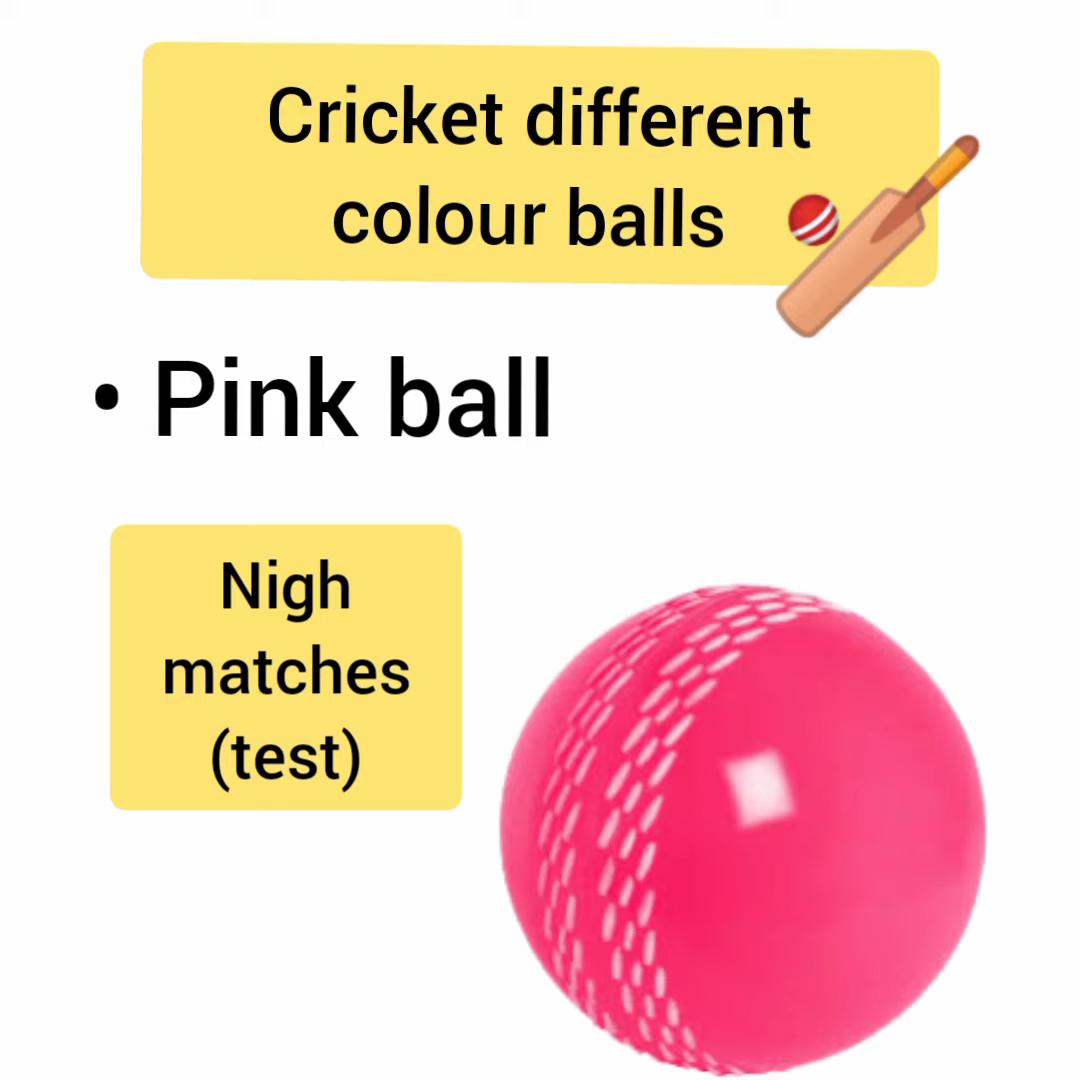 Cricket different
colour balls
• Pink ball
Nigh
matches
(test)